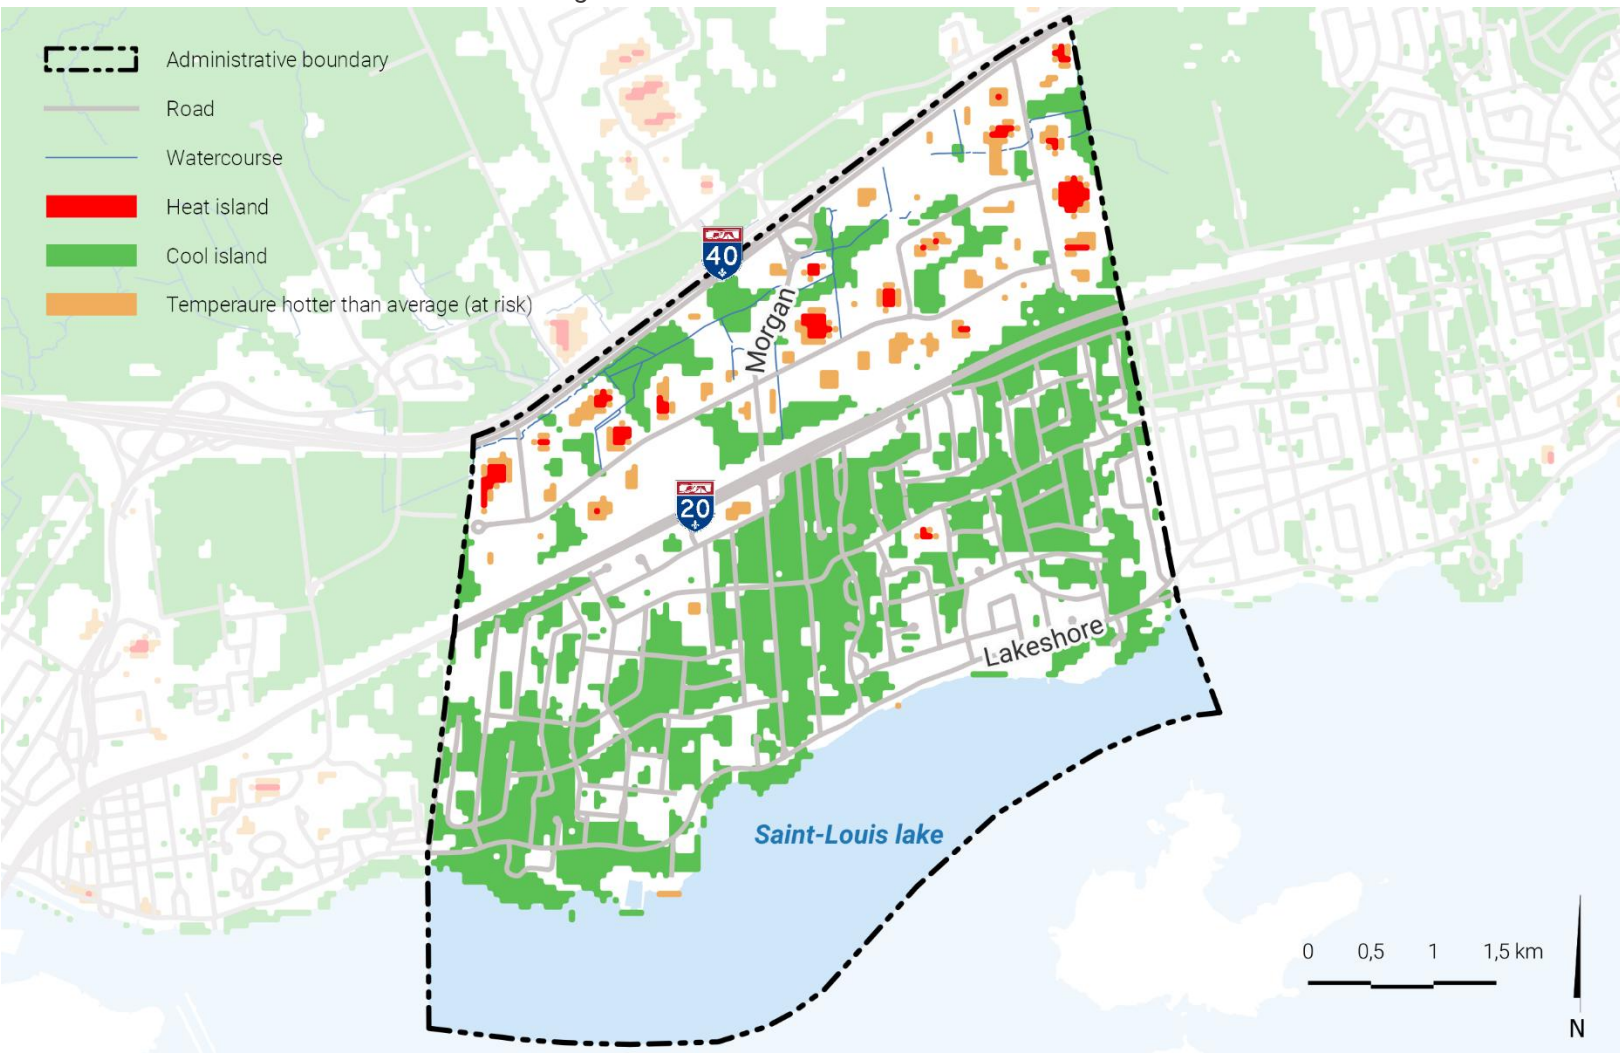 Administrative boundary
Road
Watercourse
Heat island
Cool island
Temperaure hotter than average (at risk)
40
Morgan
20
Lakeshore
Saint-Louis lake
0 0,5 1 1,5 km
N